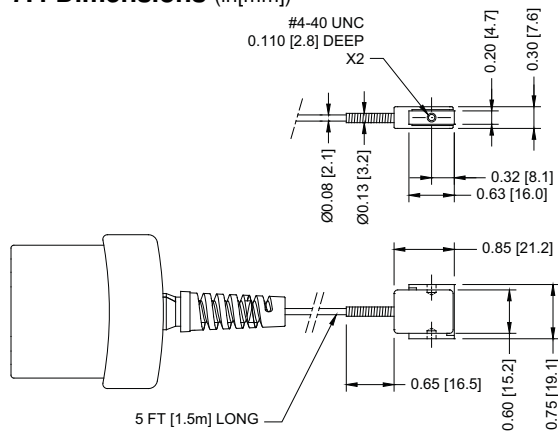 Dimensions (in[mm])
#4-40 UNC
0.110 [2.8] DEEP
X2
0.20 [4.7]
0.30 [7.6]
Ø0.08 [2.1]
Ø0.13 [3.2]
0.32 [8.1]
0.63 [16.0]
0.85 [21.2]
0.65 [16.5]
0.60 [15.2]
0.75 [19.1]
5 FT [1.5m] LONG